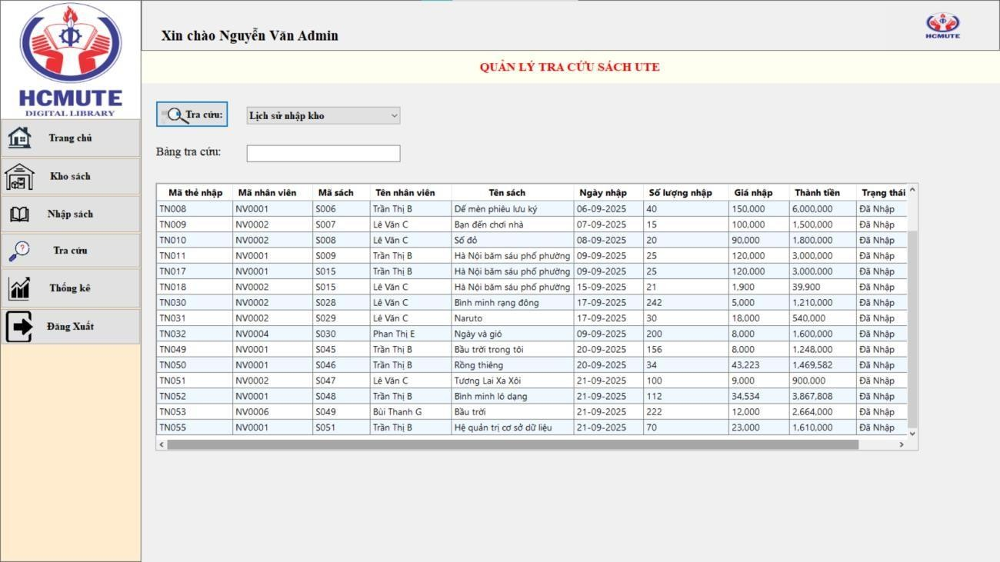 HCMUTE
DIGITAL LIBRARY
Xin chào Nguyễn Văn Admin
HCMUTE
QUẢN LÝ TRA CỨU SÁCH UTE
Trang chủ
Kho sách
Nhập sách
Tra cứu
Thống kê
Đăng Xuất
Tra cứu: Lịch sử nhập kho
Bảng tra cứu:
Mã thẻ nhập Mã nhân viên Mã sách Tên nhân viên Tên sách Ngày nhập Số lượng nhập Giá nhập Thành tiền Trạng thái
TN008 NV0001 S006 Trần Thị B Dế mèn phiêu lưu ký 06-09-2025 40 150,000 6,000,000 Đã Nhập
TN009 NV0002 S007 Lê Văn C Bạn đến chơi nhà 07-09-2025 15 100,000 1,500,000 Đã Nhập
TN010 NV0002 S008 Lê Văn C Số đỏ 08-09-2025 20 90,000 1,800,000 Đã Nhập
TN011 NV0001 S009 Trần Thị B Hà Nội băm sáu phố phường 09-09-2025 25 120,000 3,000,000 Đã Nhập
TN017 NV0001 S015 Trần Thị B Hà Nội băm sáu phố phường 09-09-2025 25 120,000 3,000,000 Đã Nhập
TN018 NV0002 S015 Lê Văn C Hà Nội băm sáu phố phường 15-09-2025 21 1,900 39,900 Đã Nhập
TN030 NV0002 S028 Lê Văn C Bình minh rạng đông 17-09-2025 242 5,000 1,210,000 Đã Nhập
TN031 NV0002 S029 Lê Văn C Naruto 17-09-2025 30 18,000 540,000 Đã Nhập
TN032 NV0004 S030 Phan Thị E Ngày và gió 09-09-2025 200 8,000 1,600,000 Đã Nhập
TN049 NV0001 S045 Trần Thị B Bầu trời trong tôi 20-09-2025 156 8,000 1,248,000 Đã Nhập
TN050 NV0001 S046 Trần Thị B Rồng thiêng 20-09-2025 34 43,223 1,469,582 Đã Nhập
TN051 NV0002 S047 Lê Văn C Tương Lai Xa Xôi 21-09-2025 100 9,000 900,000 Đã Nhập
TN052 NV0001 S048 Trần Thị B Bình minh ló dạng 21-09-2025 112 34,534 3,867,808 Đã Nhập
TN053 NV0006 S049 Bùi Thanh G Bầu trời 21-09-2025 222 12,000 2,664,000 Đã Nhập
TN055 NV0001 S051 Trần Thị B Hệ quản trị cơ sở dữ liệu 21-09-2025 70 23,000 1,610,000 Đã Nhập